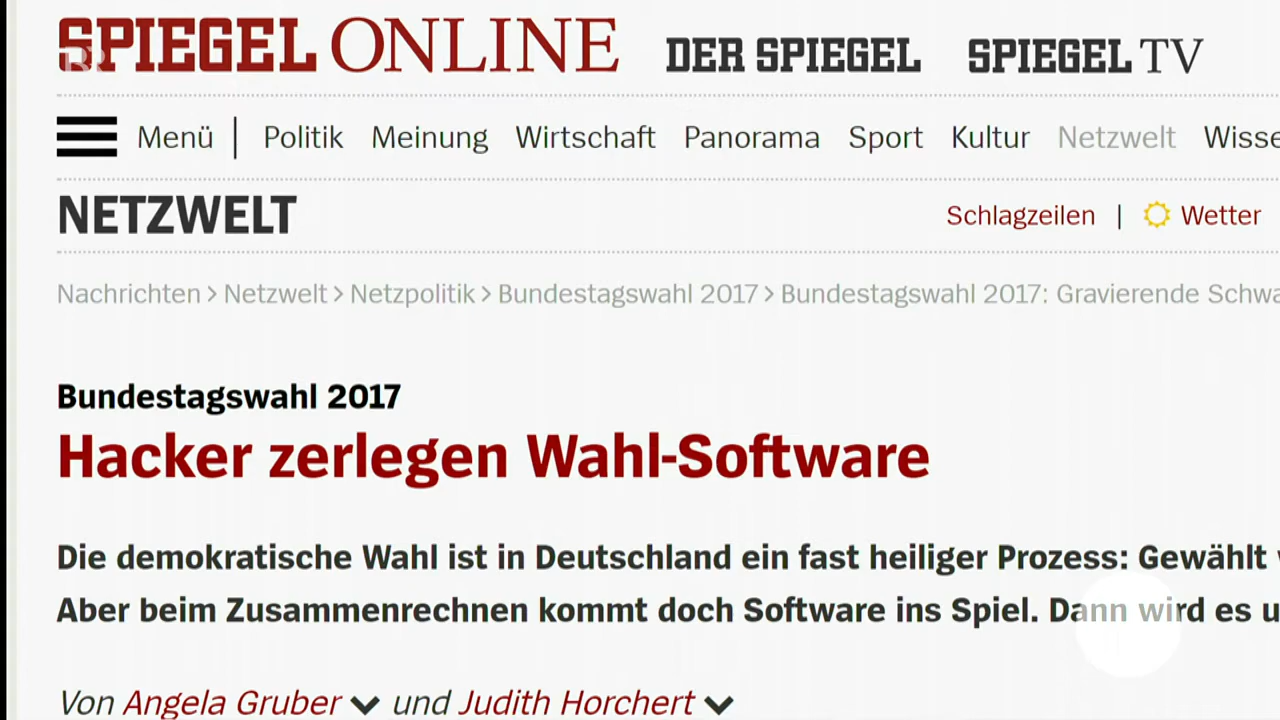 SPIEGEL ONLINE DER SPIEGEL SPIEGEL TV
BR
Menü | Politik Meinung Wirtschaft Panorama Sport Kultur Netzwelt Wisse
NETZWELT
Schlagzeilen | Wetter
Nachrichten > Netzwelt > Netzpolitik > Bundestagswahl 2017 > Bundestagswahl 2017: Gravierende Schwa
Bundestagswahl 2017
Hacker zerlegen Wahl-Software
Die demokratische Wahl ist in Deutschland ein fast heiliger Prozess: Gewählt
Aber beim Zusammenrechnen kommt doch Software ins Spiel. Dann wird es u
Von Angela Gruber und Judith Horchert